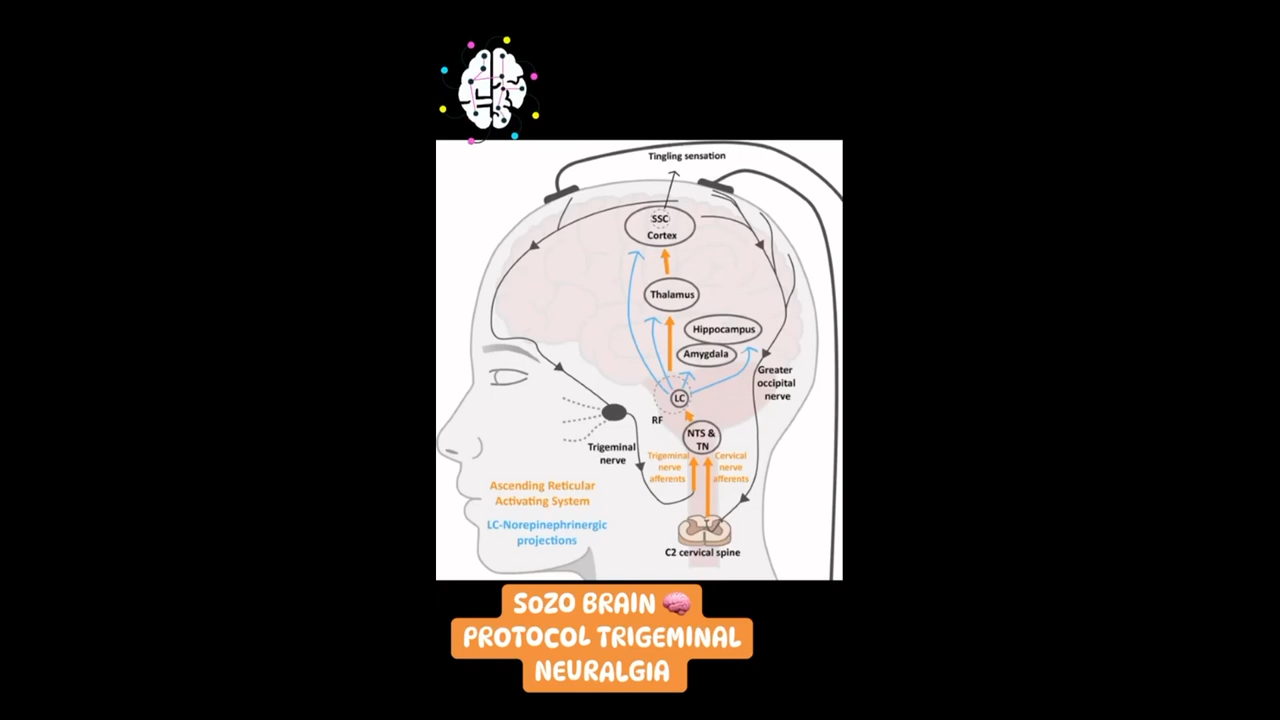 Tingling sensation
SSC
Cortex
Thalamus
Hippocampus
Amygdala
Greater
occipital
nerve
LC
RF
NTS &
TN
Trigeminal
nerve
Trigeminal
nerve
afferents
Cervical
nerve
afferents
Ascending Reticular
Activating System
LC-Norepinephrinergic
projections
C2 cervical spine
SOZO BRAIN 🧠
PROTOCOL TRIGEMINAL
NEURALGIA